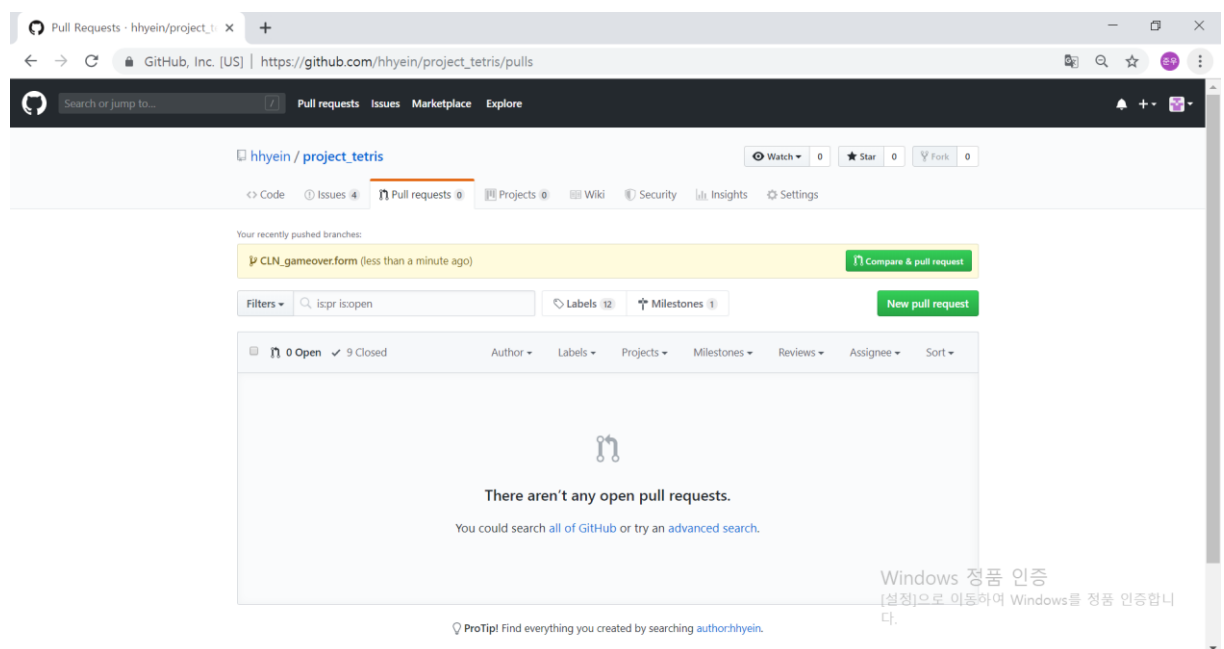 Pull Requests · hhyein/project_t
GitHub, Inc. [US] | https://github.com/hhyein/project_tetris/pulls
준우
Search or jump to... / Pull requests Issues Marketplace Explore
hhyein / project_tetris
Watch 0 Star 0 Fork 0
<> Code Issues 4 Pull requests 0 Projects 0 Wiki Security Insights Settings
Your recently pushed branches:
CLN_gameover.form (less than a minute ago) Compare & pull request
Filters is:pr is:open Labels 12 Milestones 1 New pull request
0 Open 9 Closed Author Labels Projects Milestones Reviews Assignee Sort
There aren't any open pull requests.
You could search all of GitHub or try an advanced search.
Windows 정품 인증
[설정]으로 이동하여 Windows를 정품 인증합니
다.
ProTip! Find everything you created by searching author:hhyein.